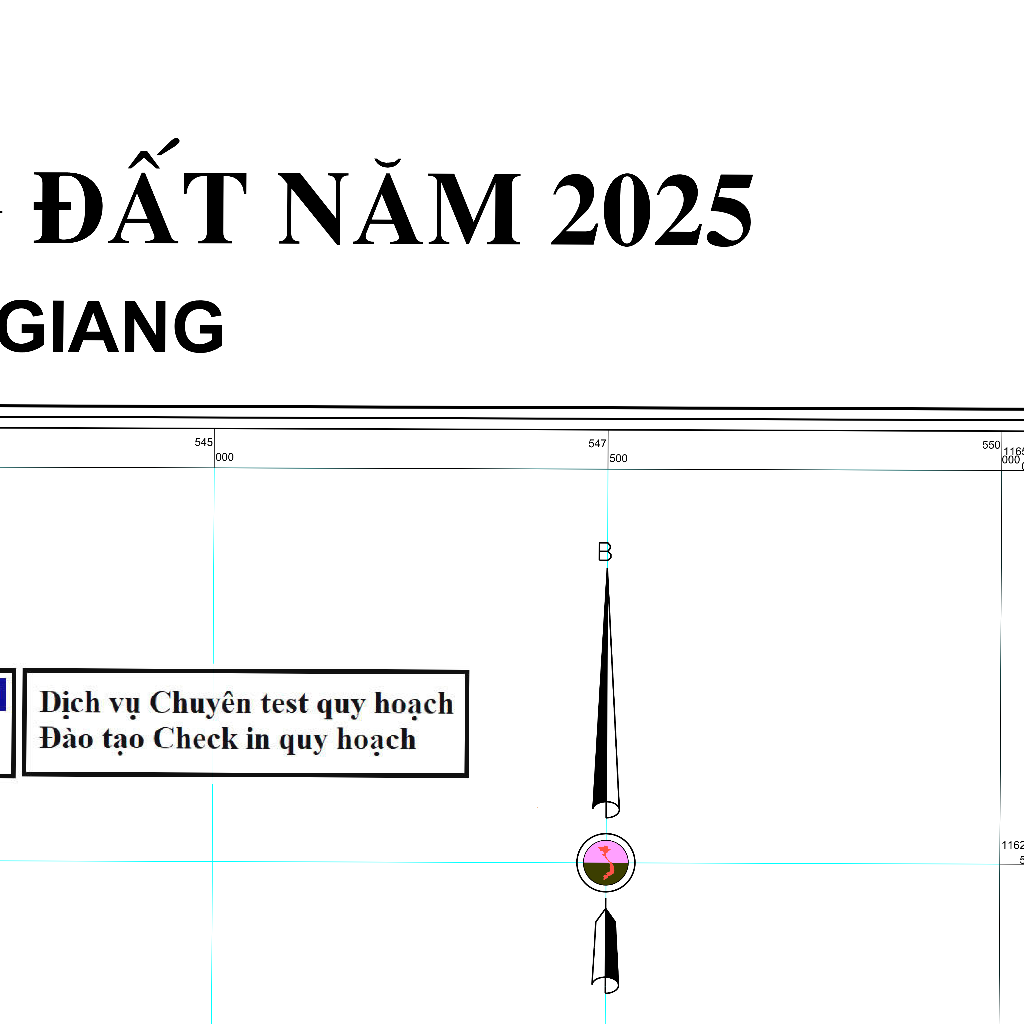 ĐẤT NĂM 2025
GIANG
545
000
547
500
550
000
B
Dịch vụ Chuyên test quy hoạch
Đào tạo Check in quy hoạch